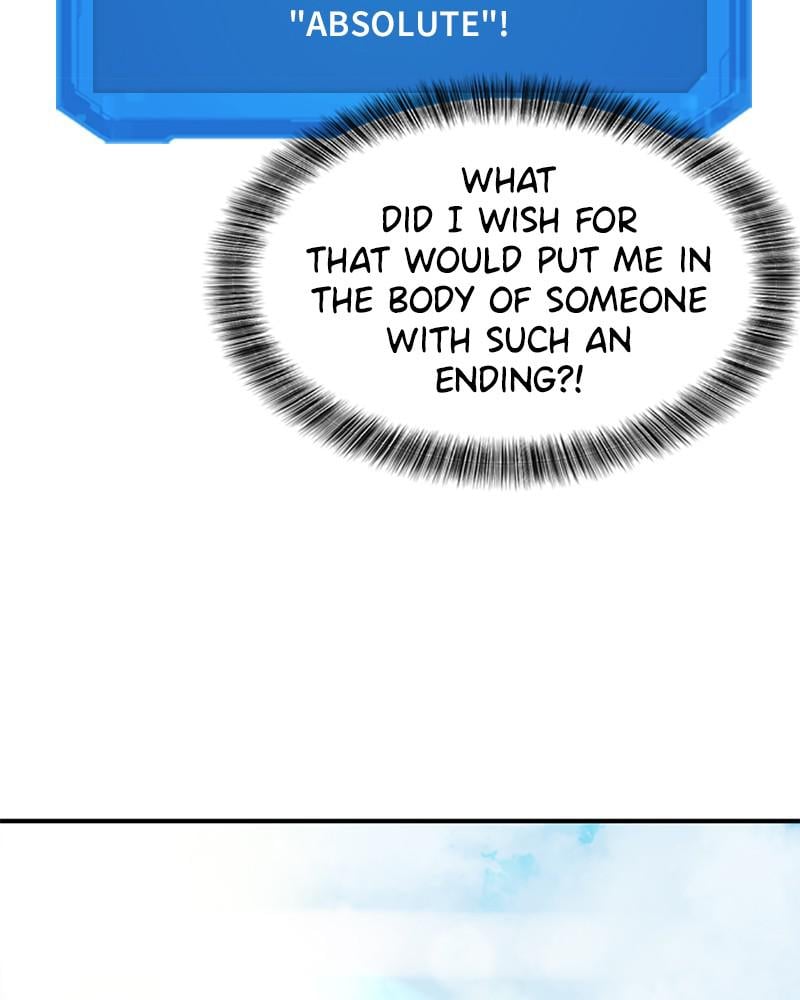 "ABSOLUTE"!
WHAT
DID I WISH FOR
THAT WOULD PUT ME IN
THE BODY OF SOMEONE
WITH SUCH AN
ENDING?!